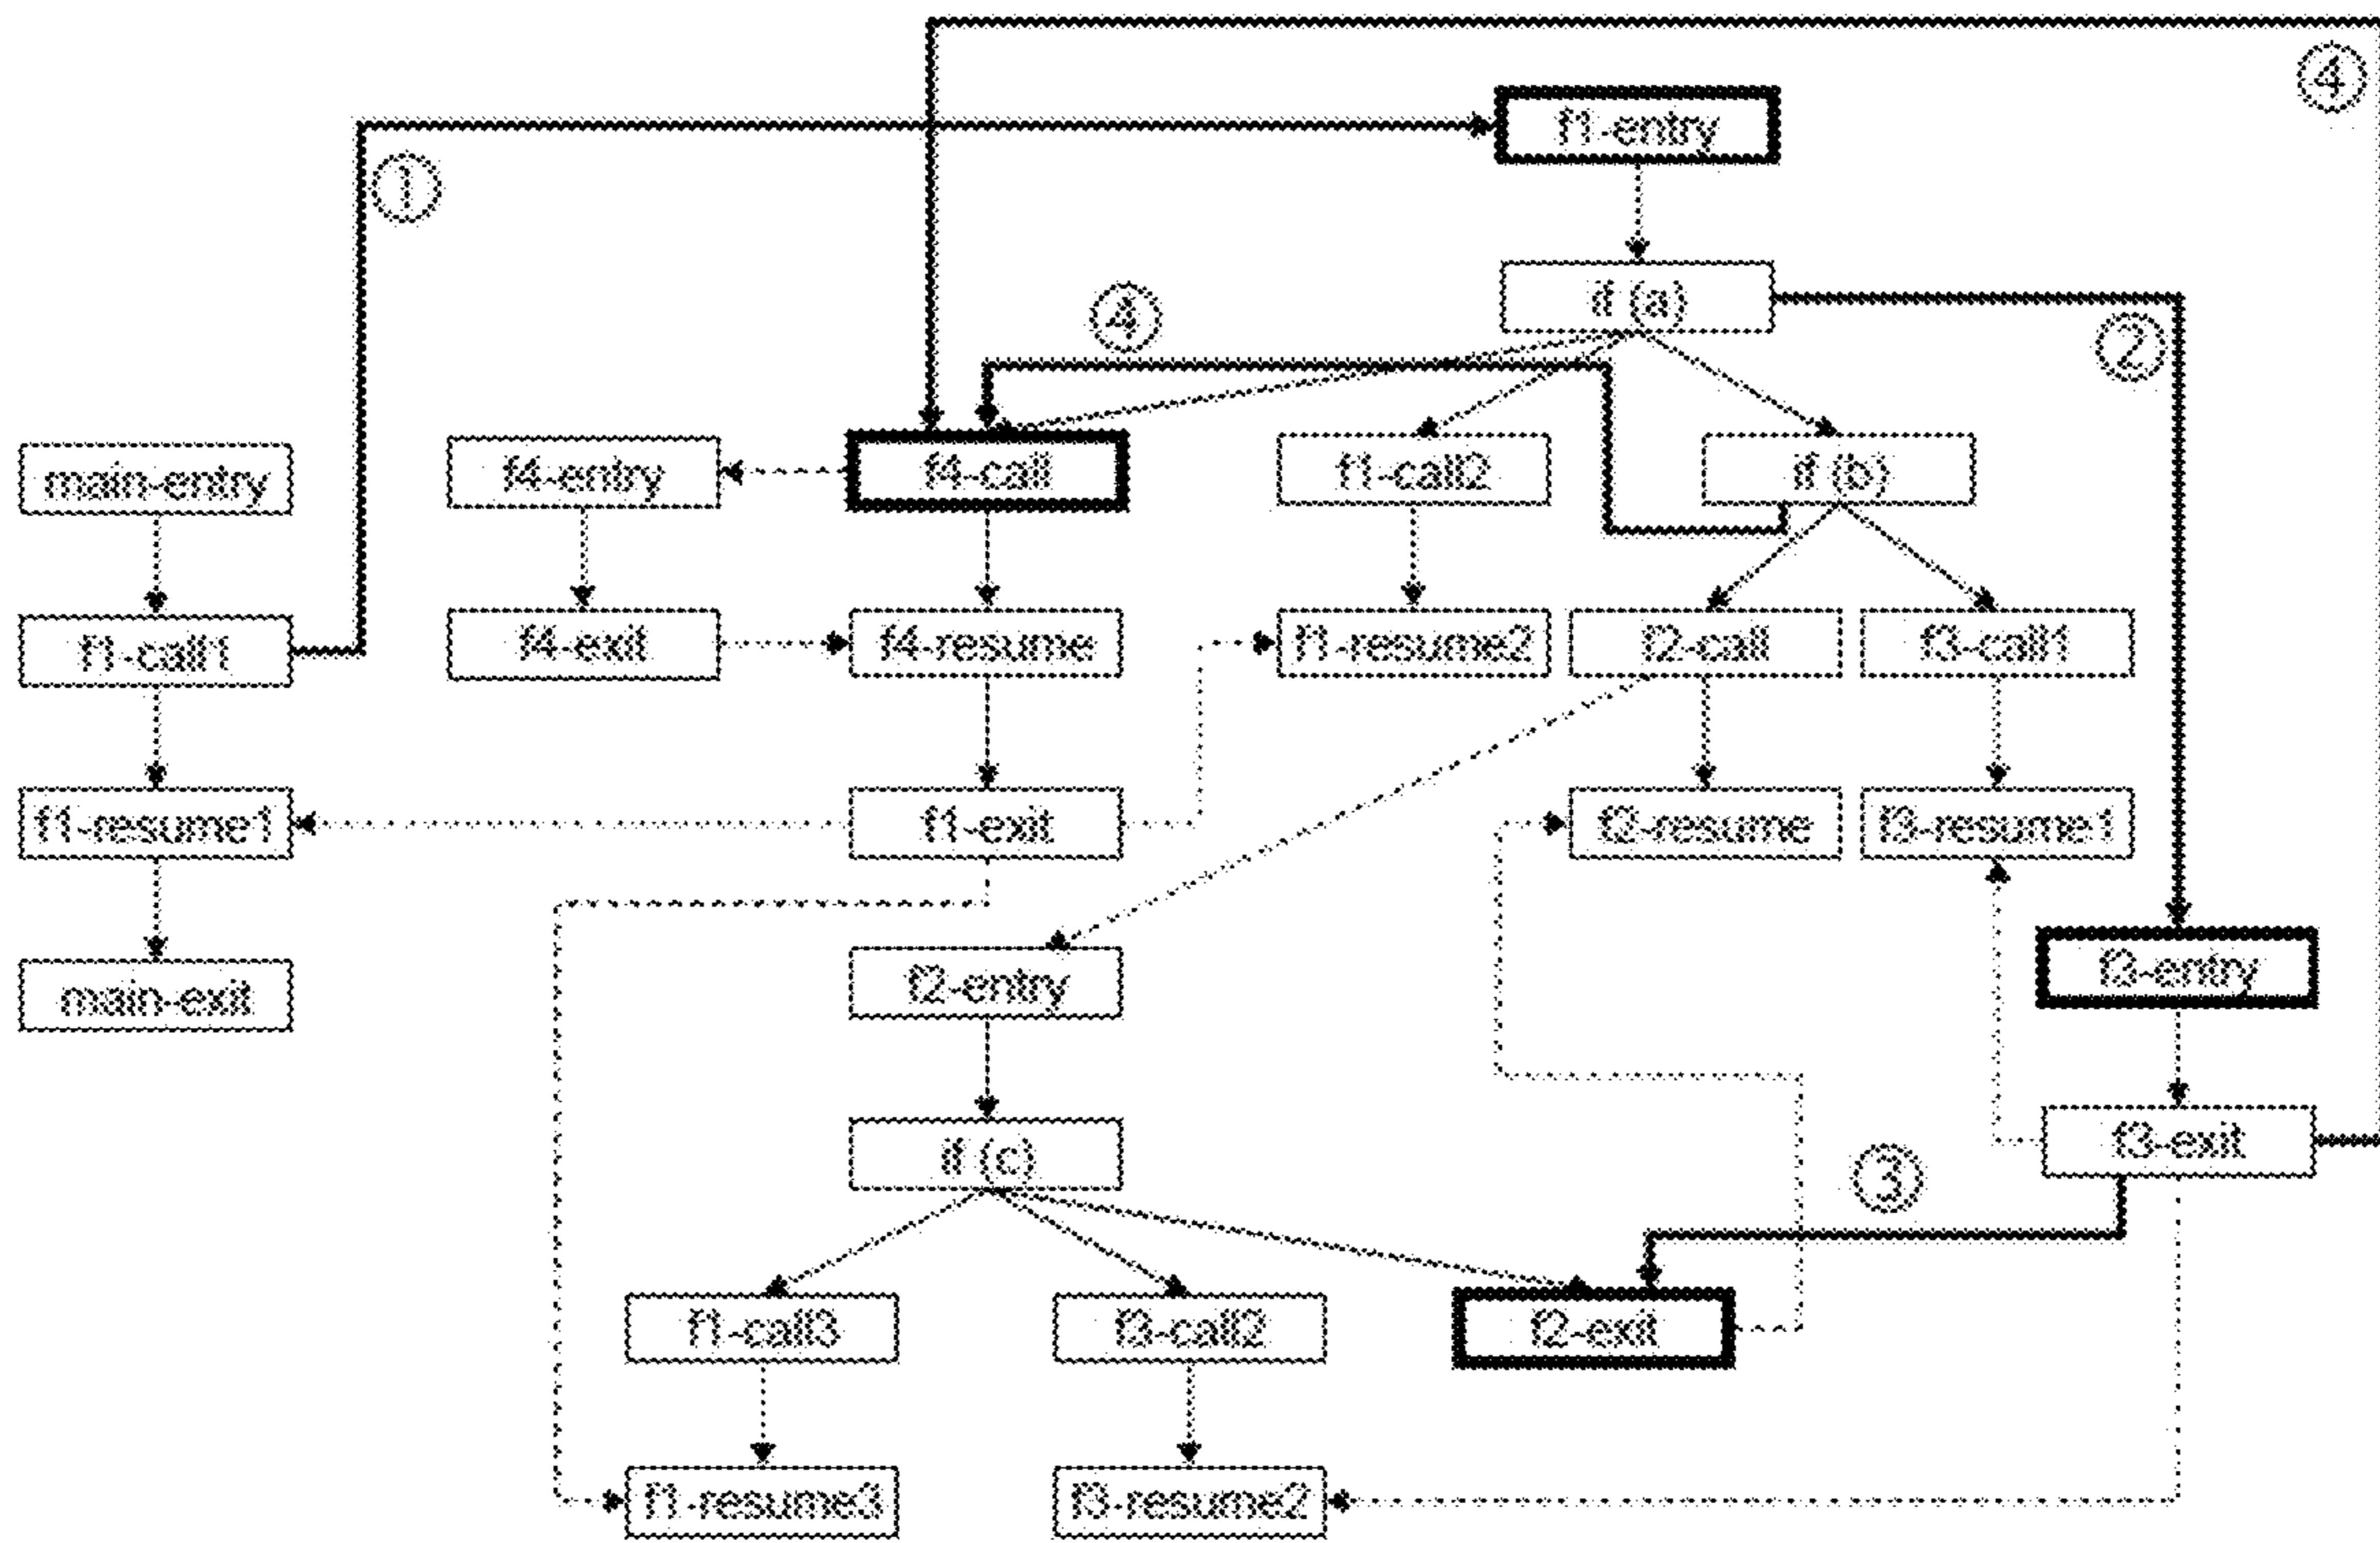 ④
f1-entry
①
if (a)
④
②
main-entry
f4-entry
f4-call
f1-call2
if (b)
f1-call1
f4-exit
f4-resume
f1-resume2
f2-call
f3-call1
f1-resume1
f1-exit
f2-resume
f3-resume1
main-exit
f2-entry
f3-entry
if (c)
f3-exit
③
f1-call3
f3-call2
f2-exit
f1-resume3
f3-resume2